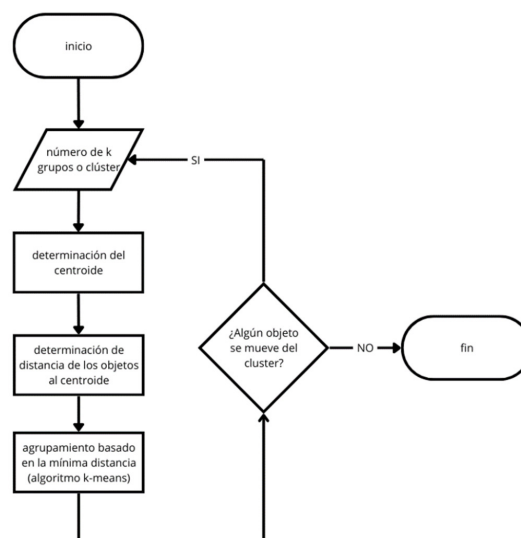 inicio
número de k
grupos o clúster
SI
determinación del
centroide
determinación de
distancia de los objetos
al centroide
agrupamiento basado
en la mínima distancia
(algoritmo k-means)
¿Algún objeto
se mueve del
cluster?
NO
fin